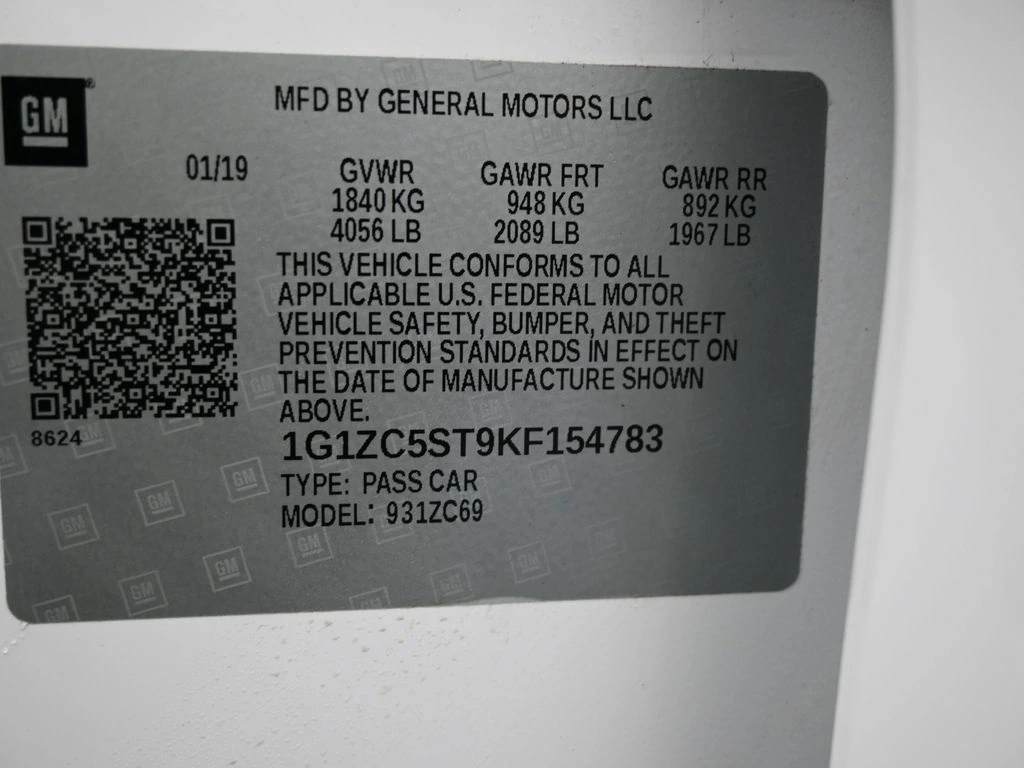 GM
MFD BY GENERAL MOTORS LLC
01/19 GVWR GAWR FRT GAWR RR
1840 KG 948 KG 892 KG
4056 LB 2089 LB 1967 LB
THIS VEHICLE CONFORMS TO ALL
APPLICABLE U.S. FEDERAL MOTOR
VEHICLE SAFETY, BUMPER, AND THEFT
PREVENTION STANDARDS IN EFFECT ON
THE DATE OF MANUFACTURE SHOWN
ABOVE.
8624
1G1ZC5ST9KF154783
TYPE: PASS CAR
MODEL: 931ZC69